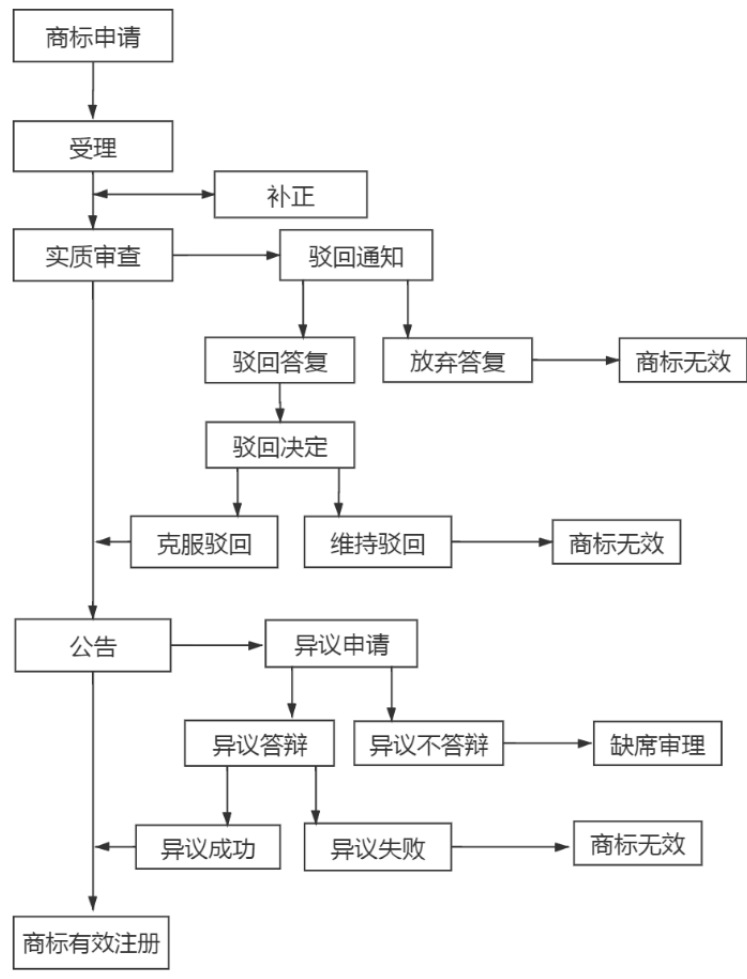 商标申请
受理
补正
实质审查
驳回通知
驳回答复
放弃答复
商标无效
驳回决定
克服驳回
维持驳回
商标无效
公告
异议申请
异议答辩
异议不答辩
缺席审理
异议成功
异议失败
商标无效
商标有效注册